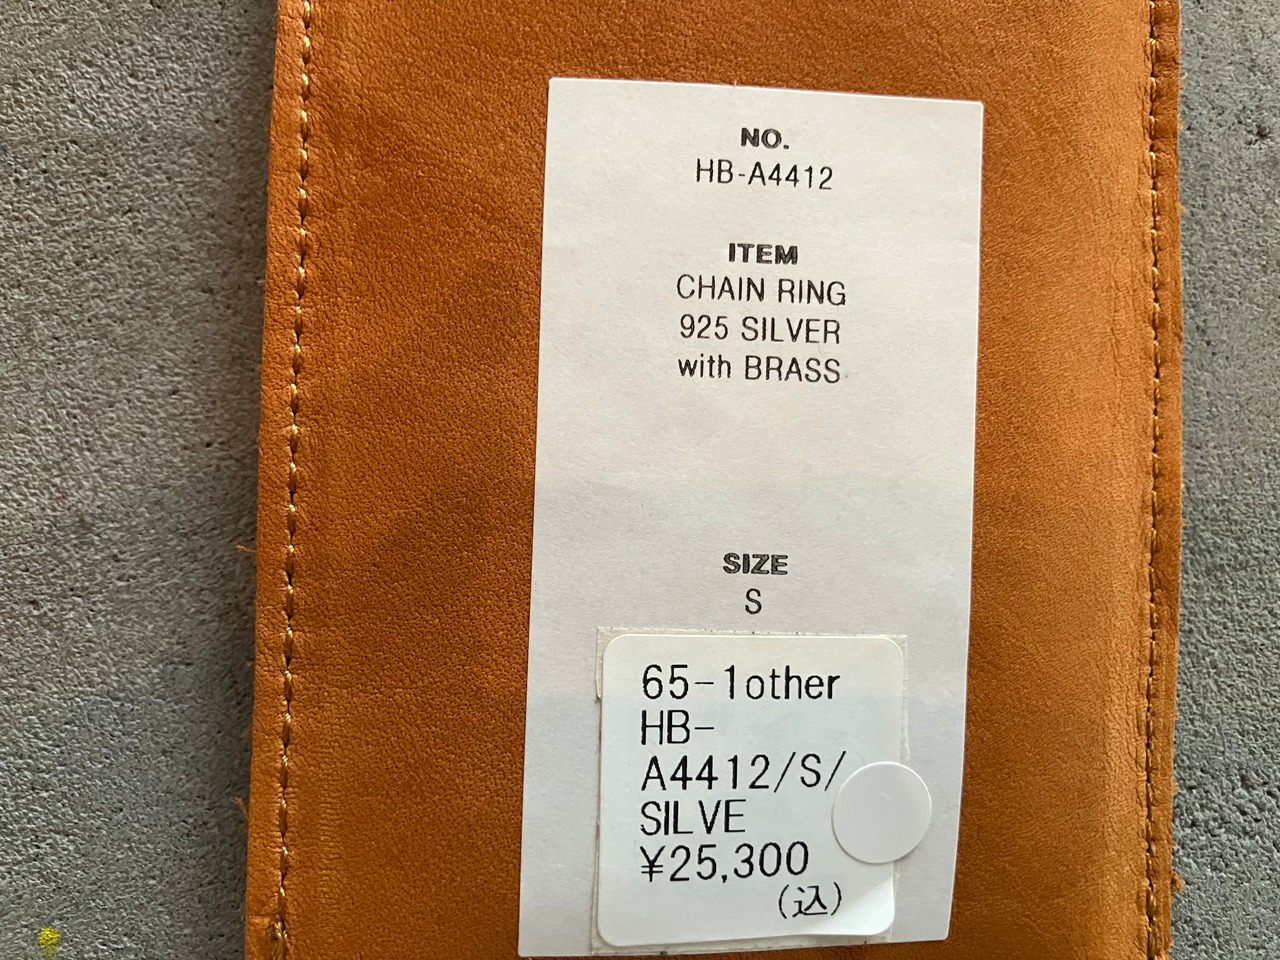 NO.
HB-A4412
ITEM
CHAIN RING
925 SILVER
with BRASS
SIZE
S
65-1other
HB-
A4412/S/
SILVE
¥25,300
(込)